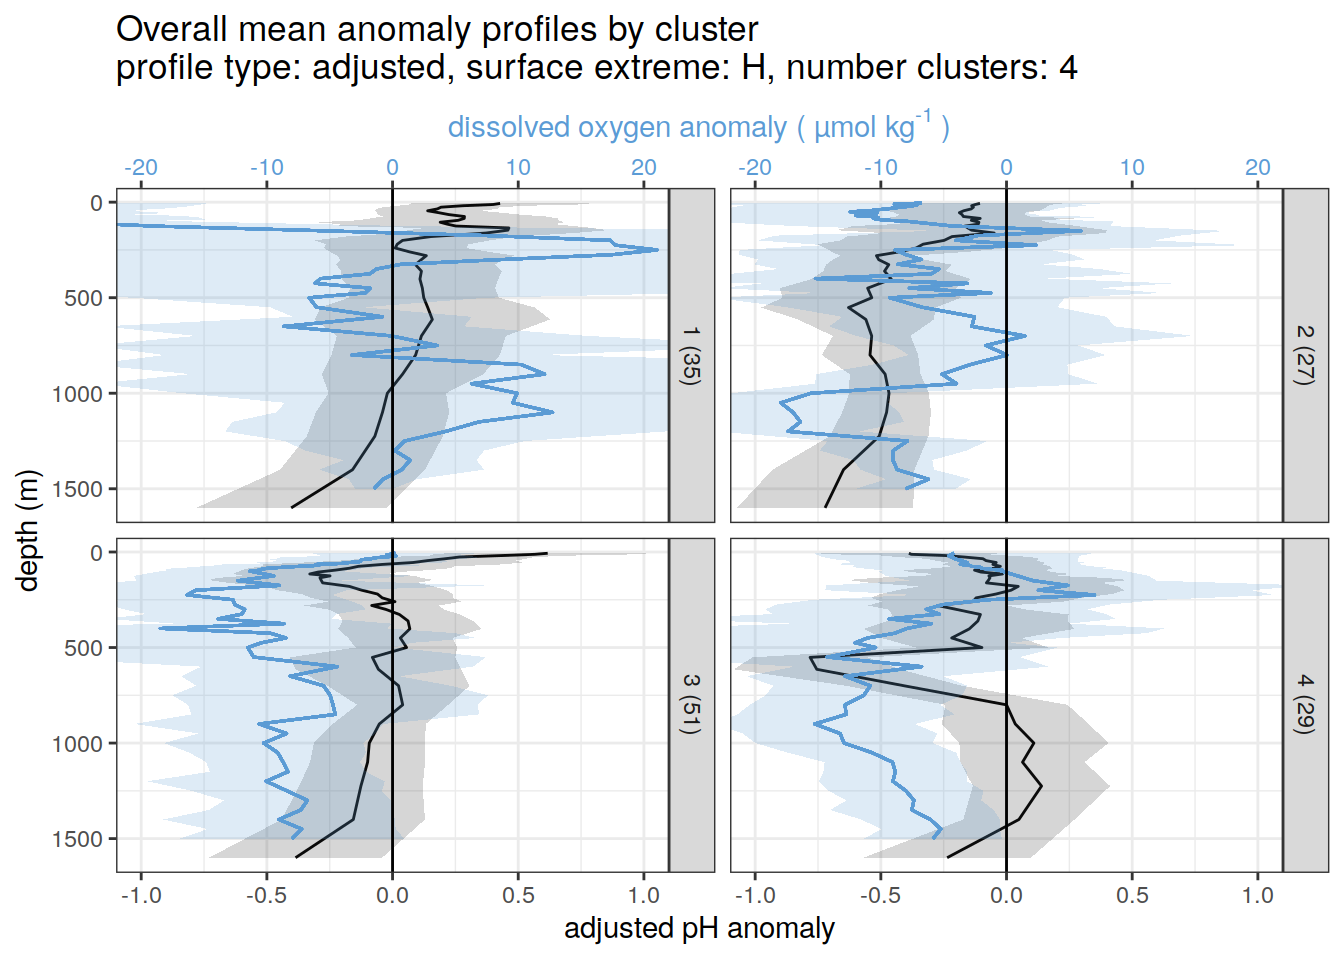 Overall mean anomaly profiles by cluster
profile type: adjusted, surface extreme: H, number clusters: 4
dissolved oxygen anomaly ( µmol kg⁻¹ )
-20 -10 0 10 20 -20 -10 0 10 20
0
500
1000
1500
1 (35)
2 (27)
depth (m)
0
500
1000
1500
3 (51)
4 (29)
-1.0 -0.5 0.0 0.5 1.0 -1.0 -0.5 0.0 0.5 1.0
adjusted pH anomaly